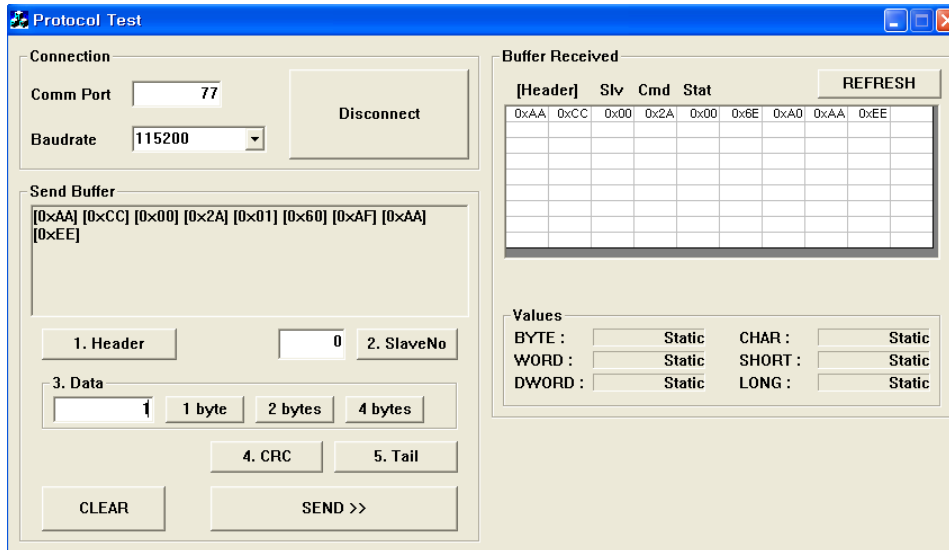 Protocol Test
Connection
Comm Port 77
Baudrate 115200
Disconnect
Send Buffer
[0xAA] [0xCC] [0x00] [0x2A] [0x01] [0x60] [0xAF] [0xAA]
[0xEE]
1. Header 0 2. SlaveNo
3. Data
1 1 byte 2 bytes 4 bytes
4. CRC 5. Tail
CLEAR SEND >>
Buffer Received
REFRESH
[Header] Slv Cmd Stat
0xAA 0xCC 0x00 0x2A 0x00 0x6E 0xA0 0xAA 0xEE
Values
BYTE : Static CHAR : Static
WORD : Static SHORT : Static
DWORD : Static LONG : Static